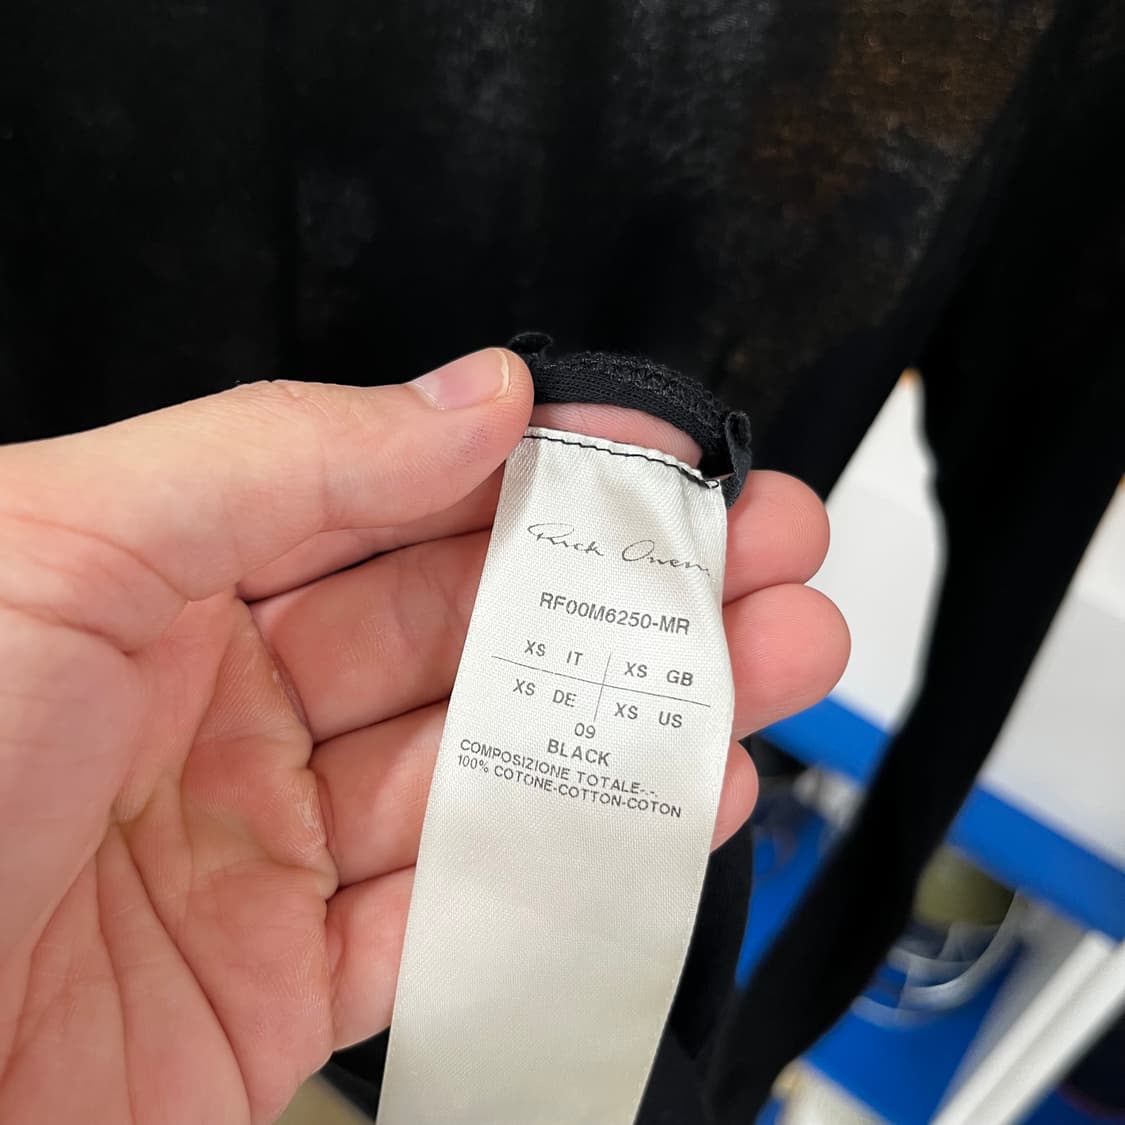 Rick Owens
RF00M6250-MR
XS IT XS GB
XS DE XS US
09
BLACK
COMPOSIZIONE TOTALE-.-.
100% COTONE-COTTON-COTON